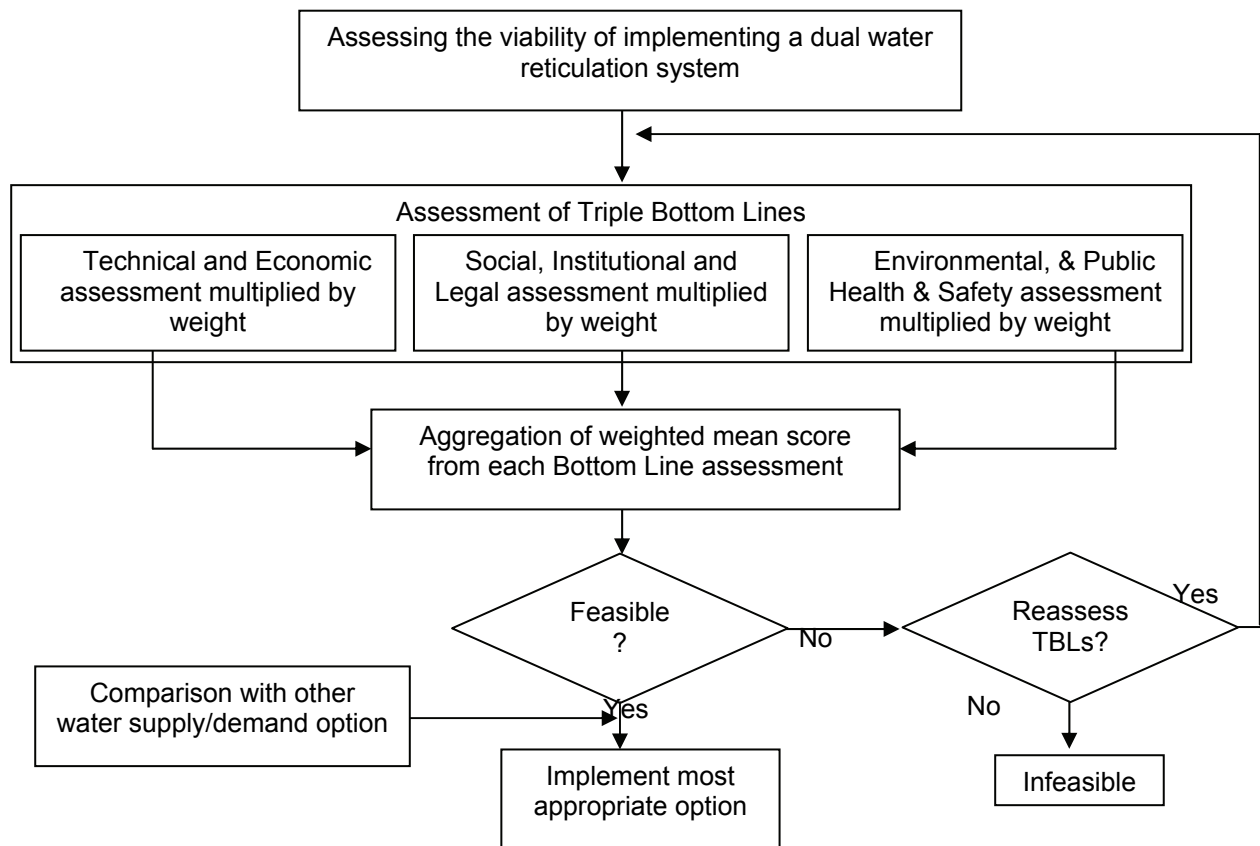 Assessing the viability of implementing a dual water
reticulation system
Assessment of Triple Bottom Lines
Technical and Economic
assessment multiplied by
weight
Social, Institutional and
Legal assessment multiplied
by weight
Environmental, & Public
Health & Safety assessment
multiplied by weight
Aggregation of weighted mean score
from each Bottom Line assessment
Feasible
?
No
Reassess
TBLs?
Yes
Comparison with other
water supply/demand option
Yes
No
Implement most
appropriate option
Infeasible